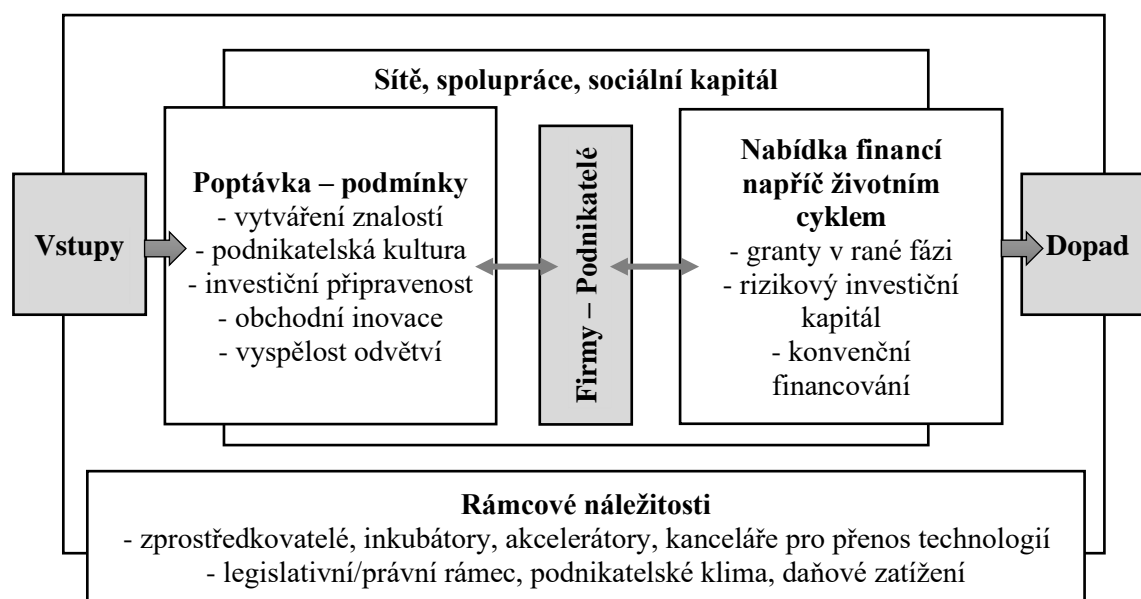 Sítě, spolupráce, sociální kapitál
Vstupy
Poptávka – podmínky
- vytváření znalostí
- podnikatelská kultura
- investiční připravenost
- obchodní inovace
- vyspělost odvětví
Firmy – Podnikatelé
Nabídka financí
napříč životním
cyklem
- granty v rané fázi
- rizikový investiční
kapitál
- konvenční
financování
Dopad
Rámcové náležitosti
- zprostředkovatelé, inkubátory, akcelerátory, kanceláře pro přenos technologií
- legislativní/právní rámec, podnikatelské klima, daňové zatížení